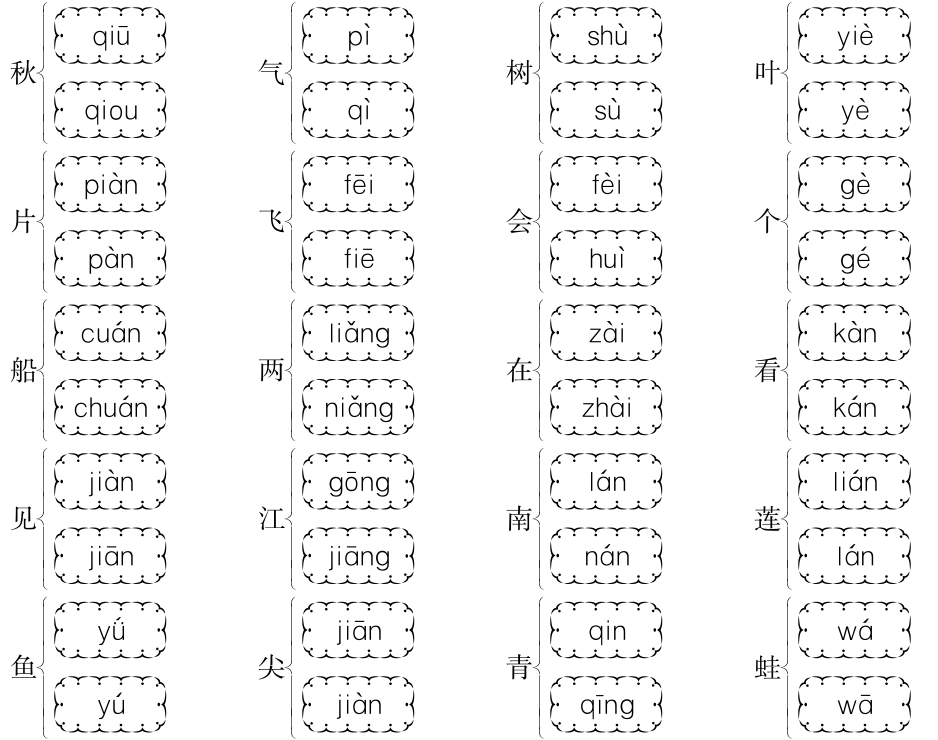 秋 qiū 气 pì 树 shù 叶 yiè
qiou qì sù yè
片 piàn 飞 fēi 会 fèi 个 gè
pàn fiē huì gé
船 cuán 两 liǎng 在 zài 看 kàn
chuán niǎng zhài kán
见 jiàn 江 gōng 南 lán 莲 lián
jiān jiāng nán lán
鱼 yǘ 尖 jiān 青 qin 蛙 wá
yú jiàn qīng wā